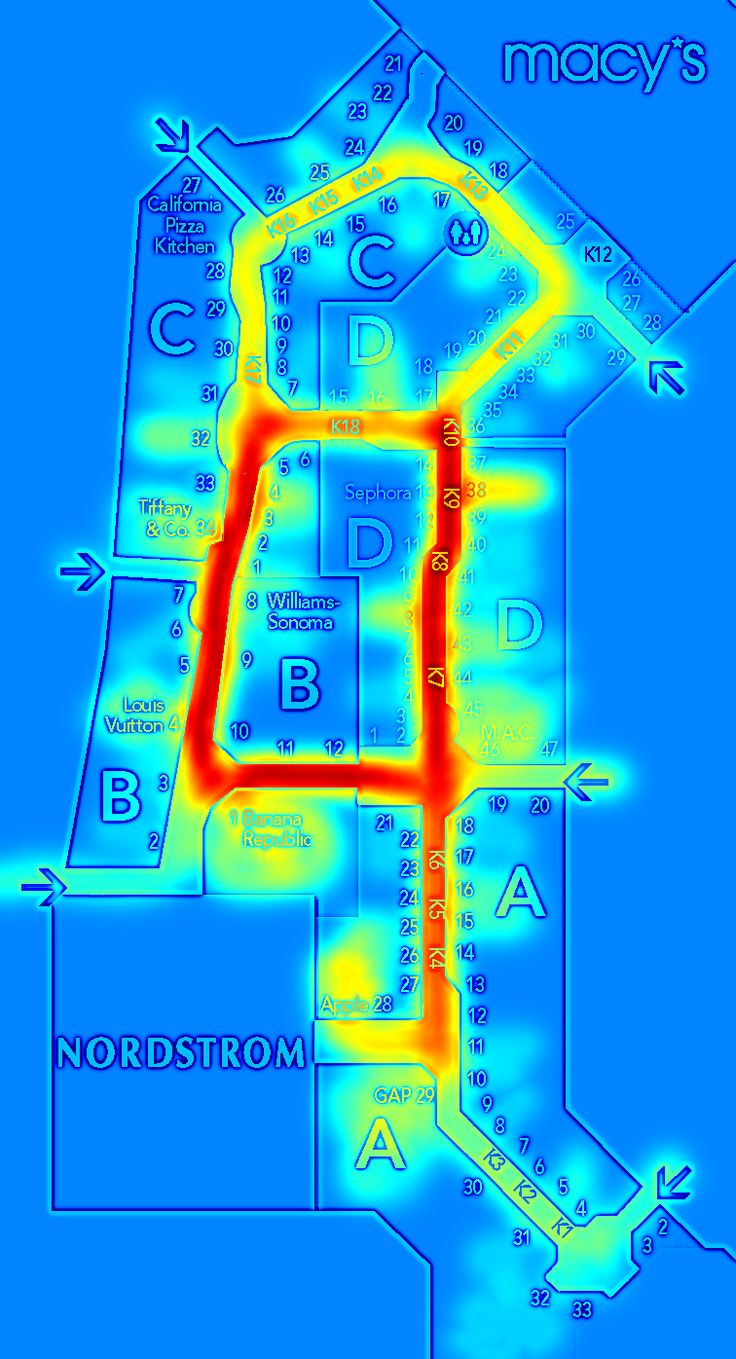 macy's
21
22
23
24
25
26
20
19
18
17
16
15
14
13
K13
K14
K15
K16
27
California
Pizza
Kitchen
C
C
25
K12
26
27
28
24
23
22
21
20
19
18
17
K11
30
31
32
33
34
35
36
29
28
29
30
31
32
33
12
11
10
9
8
7
K17
D
15
16
K18
K10
6
5
4
3
2
1
Tiffany
& Co. 34
Sephora 13
14
12
11
10
9
8
7
6
5
4
3
2
1
D
K9
K8
K7
37
38
39
40
41
42
43
44
45
D
M.A.C.
46
47
7
6
5
Louis
Vuitton 4
3
2
B
8 Williams-
Sonoma
9
B
10
11
12
1 Banana
Republic
21
22
23
24
25
26
27
Apple 28
K6
K5
K4
18
17
16
15
14
13
12
11
10
9
8
7
6
5
4
19
20
A
NORDSTROM
GAP 29
A
30
31
32
33
K3
K2
K1
2
3